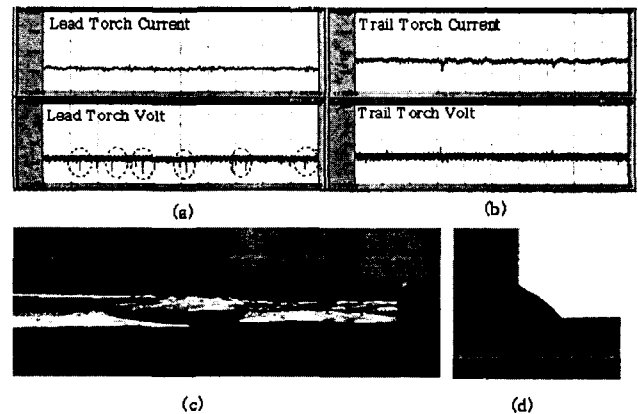 Lead Torch Current
Trail Torch Current
Lead Torch Volt
Trail Torch Volt
(a)
(b)
(c)
(d)